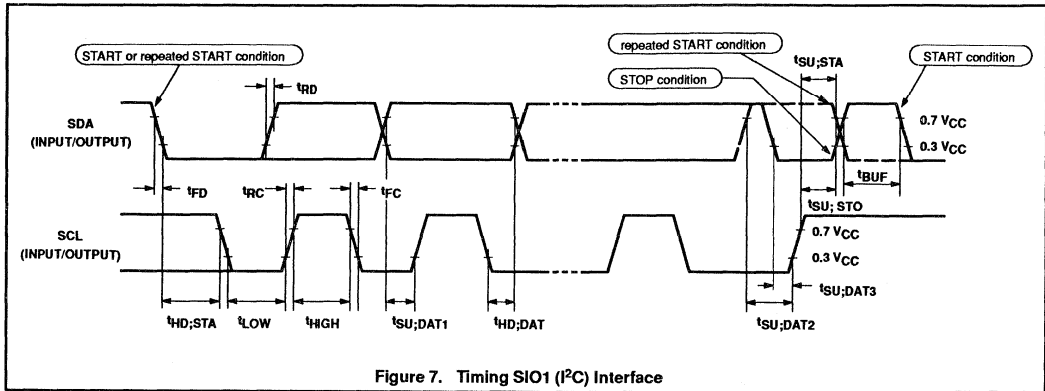 START or repeated START condition
repeated START condition
tSU;STA
START condition
tRD
STOP condition
SDA
(INPUT/OUTPUT)
0.7 VCC
0.3 VCC
tFD
tRC
tFC
tBUF
tSU; STO
SCL
(INPUT/OUTPUT)
0.7 VCC
0.3 VCC
tSU;DAT3
tHD;STA
tLOW
tHIGH
tSU;DAT1
tHD;DAT
tSU;DAT2
Figure 7. Timing SIO1 (I²C) Interface